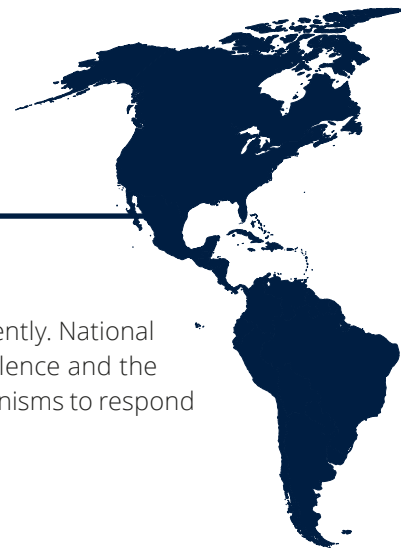 ently. National
lence and the
nisms to respond